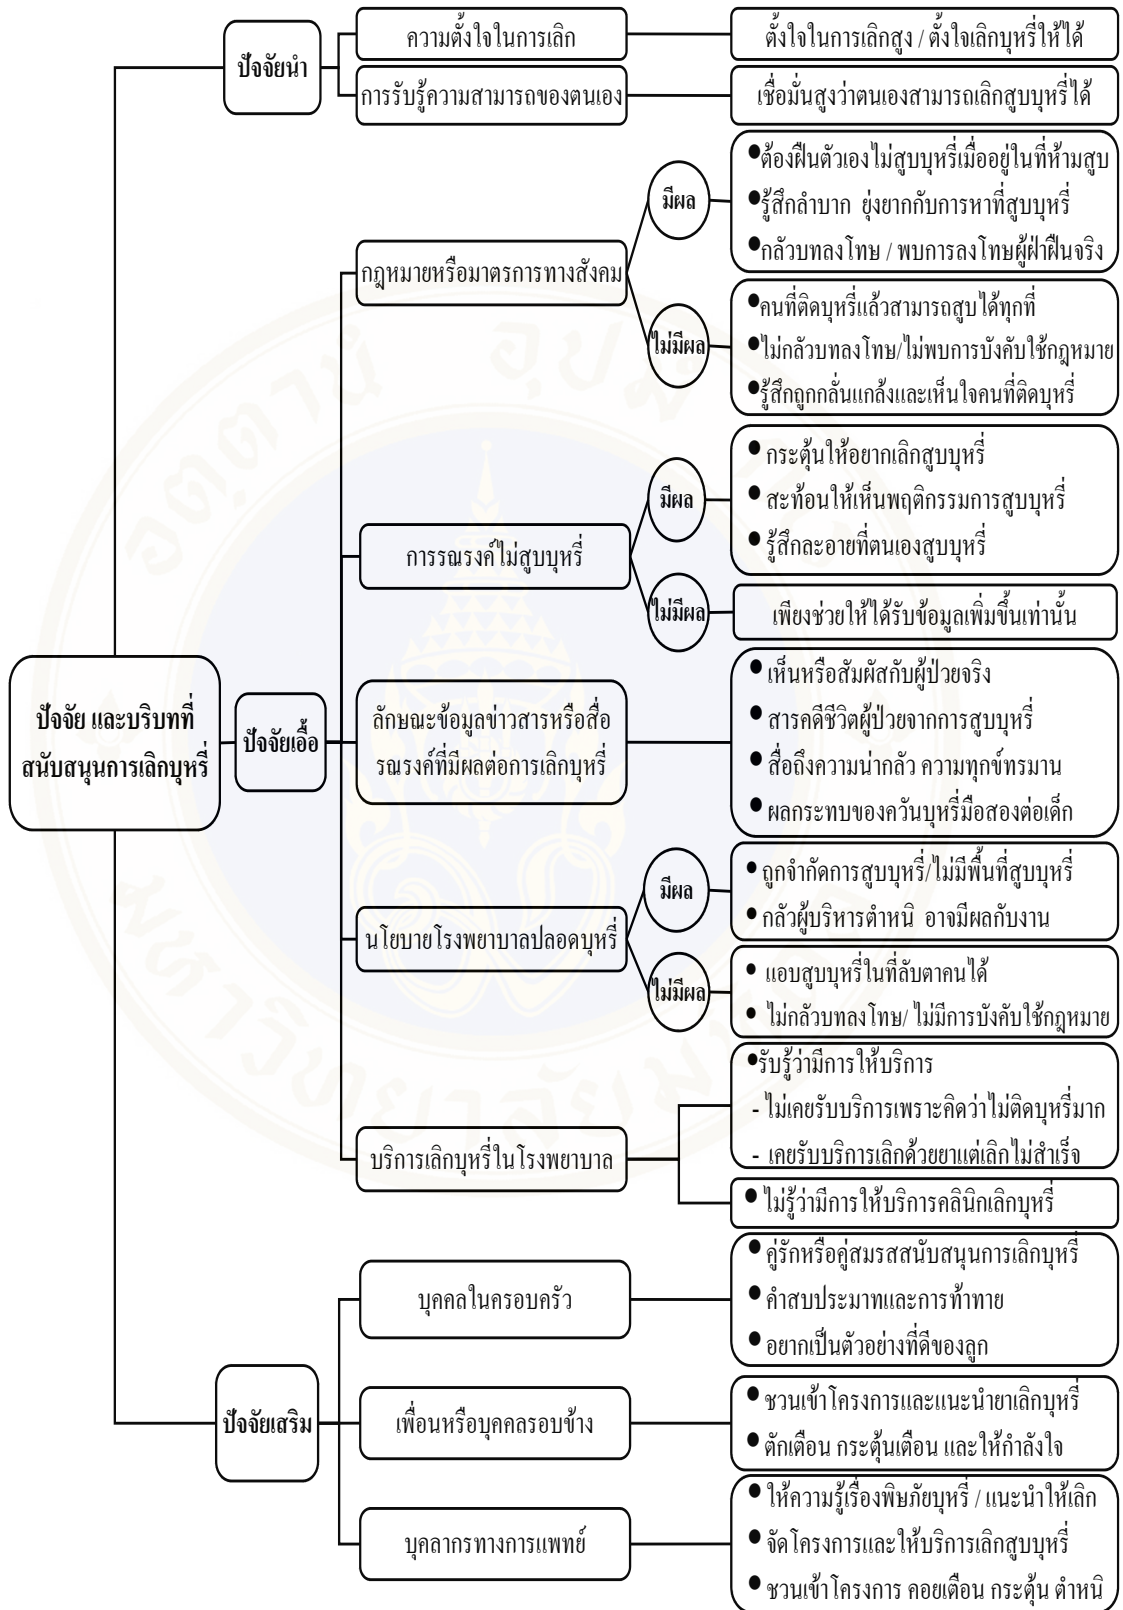 ปัจจัย และบริบทที่
สนับสนุนการเลิกบุหรี่
ปัจจัยนำ
ความตั้งใจในการเลิก
ตั้งใจในการเลิกสูง / ตั้งใจเลิกบุหรี่ให้ได้
การรับรู้ความสามารถของตนเอง
เชื่อมั่นสูงว่าตนเองสามารถเลิกสูบบุหรี่ได้
ปัจจัยเอื้อ
กฎหมายหรือมาตรการทางสังคม
มีผล
●ต้องฝืนตัวเองไม่สูบบุหรี่เมื่ออยู่ในที่ห้ามสูบ
●รู้สึกลำบาก ยุ่งยากกับการหาที่สูบบุหรี่
●กลัวบทลงโทษ / พบการลงโทษผู้ฝ่าฝืนจริง
ไม่มีผล
●คนที่ติดบุหรี่แล้วสามารถสูบได้ทุกที่
●ไม่กลัวบทลงโทษ/ไม่พบการบังคับใช้กฎหมาย
●รู้สึกถูกกลั่นแกล้งและเห็นใจคนที่ติดบุหรี่
การรณรงค์ไม่สูบบุหรี่
มีผล
● กระตุ้นให้อยากเลิกสูบบุหรี่
● สะท้อนให้เห็นพฤติกรรมการสูบบุหรี่
● รู้สึกละอายที่ตนเองสูบบุหรี่
ไม่มีผล
เพียงช่วยให้ได้รับข้อมูลเพิ่มขึ้นเท่านั้น
ลักษณะข้อมูลข่าวสารหรือสื่อ
รณรงค์ที่มีผลต่อการเลิกบุหรี่
● เห็นหรือสัมผัสกับผู้ป่วยจริง
● สารคดีชีวิตผู้ป่วยจากการสูบบุหรี่
● สื่อถึงความน่ากลัว ความทุกข์ทรมาน
● ผลกระทบของควันบุหรี่มือสองต่อเด็ก
นโยบายโรงพยาบาลปลอดบุหรี่
มีผล
● ถูกจำกัดการสูบบุหรี่/ไม่มีพื้นที่สูบบุหรี่
● กลัวผู้บริหารตำหนิ อาจมีผลกับงาน
ไม่มีผล
● แอบสูบบุหรี่ในที่ลับตาคนได้
● ไม่กลัวบทลงโทษ/ ไม่มีการบังคับใช้กฎหมาย
บริการเลิกบุหรี่ในโรงพยาบาล
●รับรู้ว่ามีการให้บริการ
- ไม่เคยรับบริการเพราะคิดว่าไม่ติดบุหรี่มาก
- เคยรับบริการเลิกด้วยยาแต่เลิกไม่สำเร็จ
● ไม่รู้ว่ามีการให้บริการคลินิกเลิกบุหรี่
ปัจจัยเสริม
บุคคลในครอบครัว
● คู่รักหรือคู่สมรสสนับสนุนการเลิกบุหรี่
● คำสบประมาทและการท้าทาย
● อยากเป็นตัวอย่างที่ดีของลูก
เพื่อนหรือบุคคลรอบข้าง
● ชวนเข้าโครงการและแนะนำยาเลิกบุหรี่
● ตักเตือน กระตุ้นเตือน และให้กำลังใจ
บุคลากรทางการแพทย์
● ให้ความรู้เรื่องพิษภัยบุหรี่ / แนะนำให้เลิก
● จัดโครงการและให้บริการเลิกสูบบุหรี่
● ชวนเข้าโครงการ คอยเตือน กระตุ้น ตำหนิ